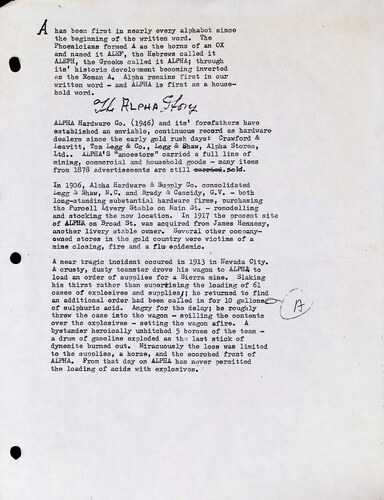 A has been first in nearly every alphabet since
the beginning of the written word. The
Phoenicians formed A as the horns of an OX
and named it ALEF, the Hebrews called it
ALEPH, the Greeks called it ALPHA; through
its' historic development becoming inverted
as the Roman A. Alpha remains first in our
written word - and ALPHA is first as a house-
hold word.
The ALPHA Story
ALPHA Hardware Co. (1946) and its' forefathers have
established an enviable, continuous record as hardware
dealers since the early gold rush days: Crawford &
Leavitt, Tom Legg & Co., Legg & Shaw, Alpha Stores,
Ltd.. ALPHA'S "ancestors" carried a full line of
mining, commercial and household goods - many items
from 1878 advertisements are still carried. sold.
In 1906, Alpha Hardware & Supply Co. consolidated
Legg & Shaw, N.C. and Brady & Cassidy, G.V. - both
long-standing substantial hardware firms, purchasing
the Purcell Livery Stable on Main St. - remodelling
and stocking the new location. In 1917 the present site
of ALPHA on Broad St. was acquired from James Hennesy,
another livery stable owner. Several other company-
owned stores in the gold country were victims of a
mine closing, fire and a flu epidemic.
A near tragic incident occured in 1913 in Nevada City.
A crusty, dusty teamster drove his wagon to ALPHA to
load an order of supplies for a Sierra mine. Slaking
his thirst rather than supervising the loading of 61
cases of explosives and supplies; he returned to find
an additional order had been called in for 10 gallons
of sulphuric acid. Angry for the delay; he roughly
A
threw the case into the wagon - spilling the contents
over the explosives - setting the wagon afire. A
bystander heroically unhitched 5 horses of the team -
a drum of gasoline exploded as the last stick of
dynamite burned out. Miracuously the loss was limited
to the supplies, a horse, and the scorched front of
ALPHA. From that day on ALPHA has never permitted
the loading of acids with explosives.